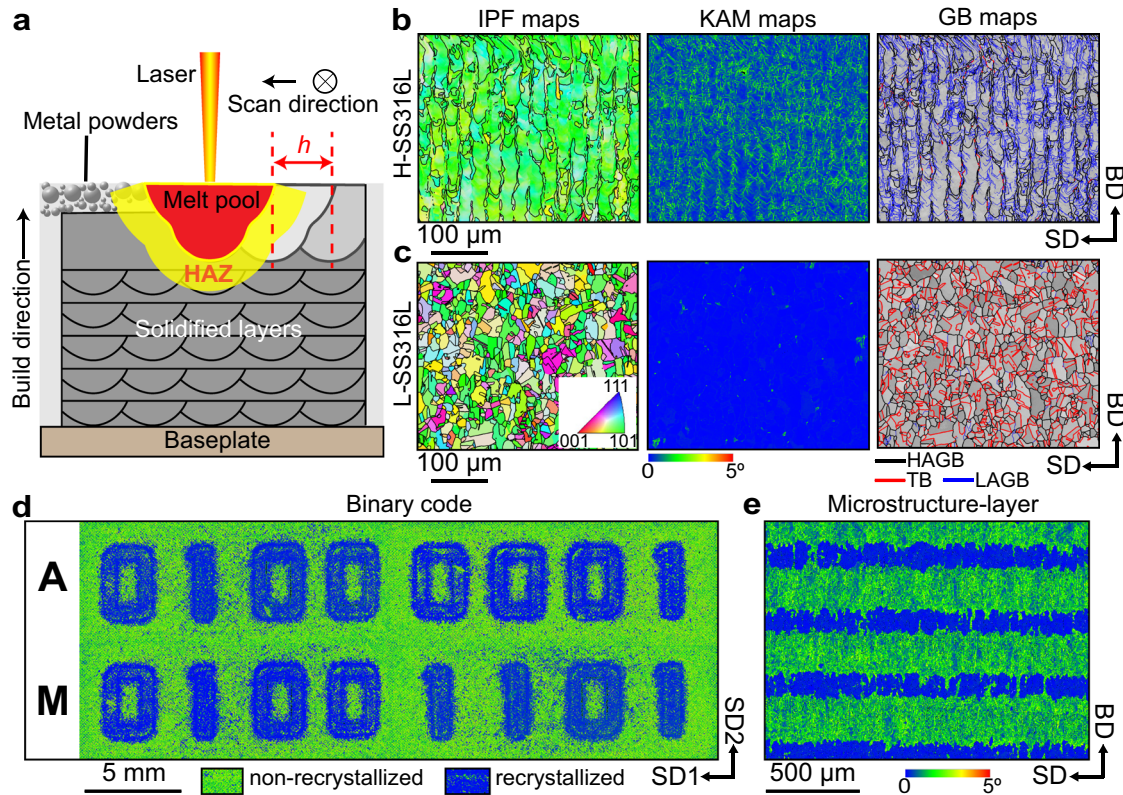 a
Laser
Scan direction
Metal powders
h
Melt pool
HAZ
Build direction
Solidified layers
Baseplate
b
IPF maps
KAM maps
GB maps
H-SS316L
100 µm
BD
SD
c
L-SS316L
111
001
101
100 µm
0
5º
BD
SD
HAGB
TB
LAGB
d
Binary code
A
0 1 0 0 0 0 0 1
M
0 1 0 0 1 1 0 1
5 mm
non-recrystallized
recrystallized
SD2
SD1
e
Microstructure-layer
500 µm
0
5º
BD
SD